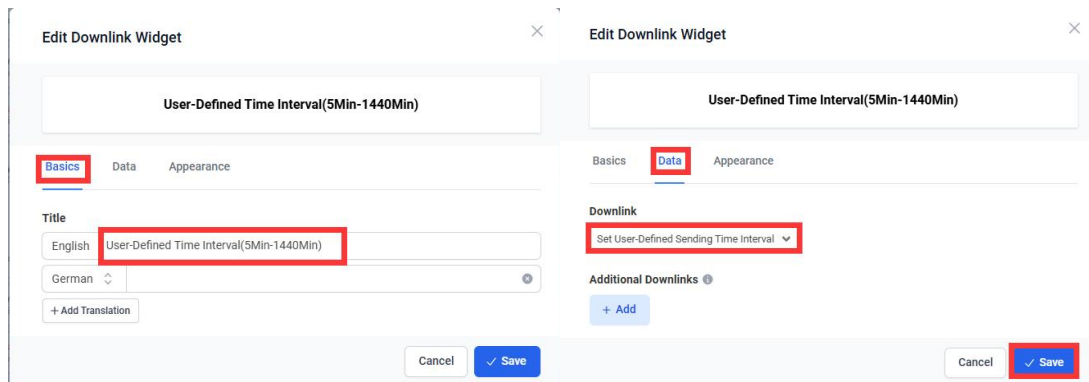 Edit Downlink Widget
User-Defined Time Interval(5Min-1440Min)
Basics Data Appearance
Title
English User-Defined Time Interval(5Min-1440Min)
German
+ Add Translation
Cancel Save
Edit Downlink Widget
User-Defined Time Interval(5Min-1440Min)
Basics Data Appearance
Downlink
Set User-Defined Sending Time Interval
Additional Downlinks
+ Add
Cancel Save